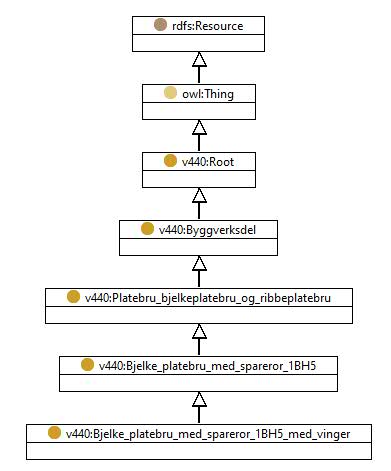 rdfs:Resource
owl:Thing
v440:Root
v440:Byggverksdel
v440:Platebru_bjelkeplatebru_og_ribbeplatebru
v440:Bjelke_platebru_med_spareror_1BH5
v440:Bjelke_platebru_med_spareror_1BH5_med_vinger